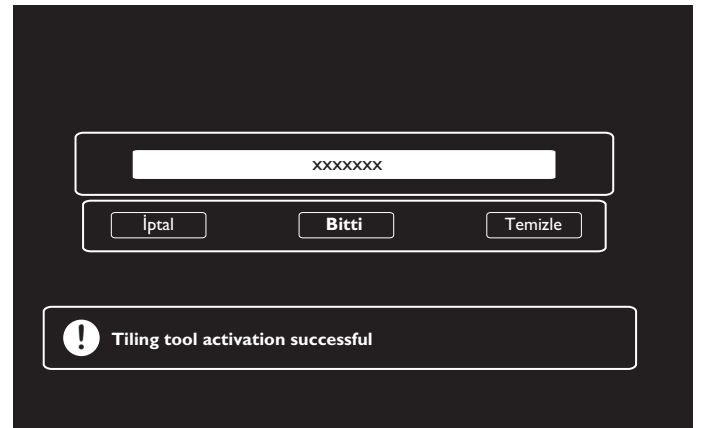 xxxxxxx
İptal Bitti Temizle
! Tiling tool activation successful